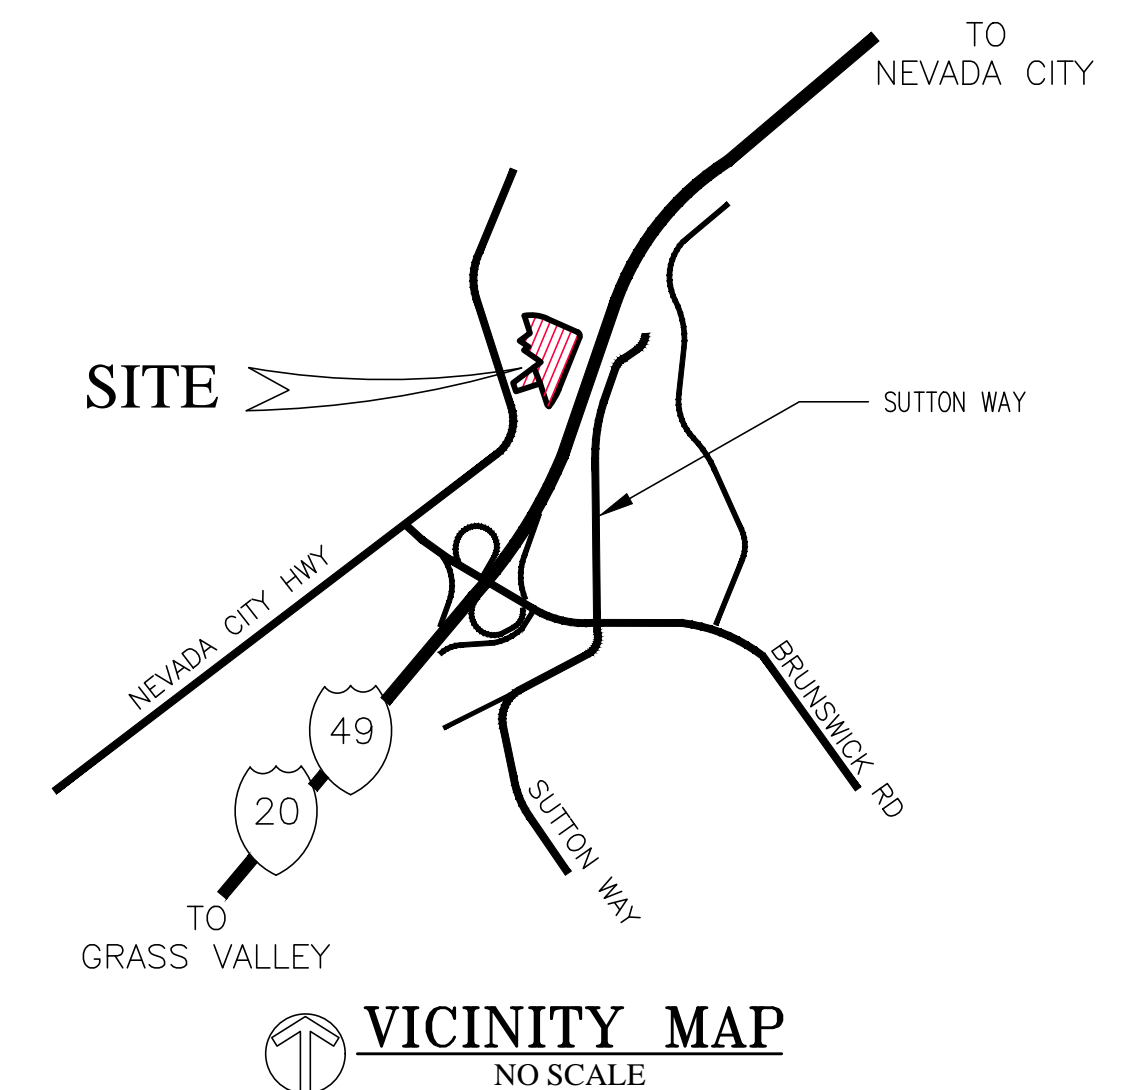 TO
NEVADA CITY
SITE
SUTTON WAY
NEVADA CITY HWY
BRUNSWICK RD
49
20
SUTTON WAY
TO
GRASS VALLEY
VICINITY MAP
NO SCALE